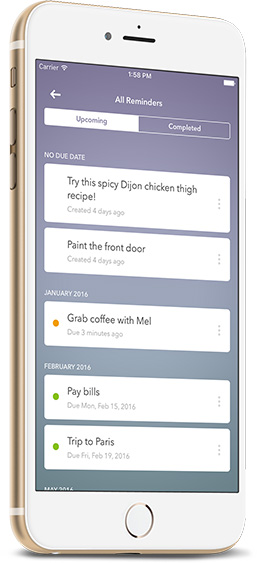 Carrier
1:58 PM
All Reminders
Upcoming
Completed
NO DUE DATE
Try this spicy Dijon chicken thigh
recipe!
Created 4 days ago
Paint the front door
Created 4 days ago
JANUARY 2016
Grab coffee with Mel
Due 3 minutes ago
FEBRUARY 2016
Pay bills
Due Mon, Feb 15, 2016
Trip to Paris
Due Fri, Feb 19, 2016
MAY 2016